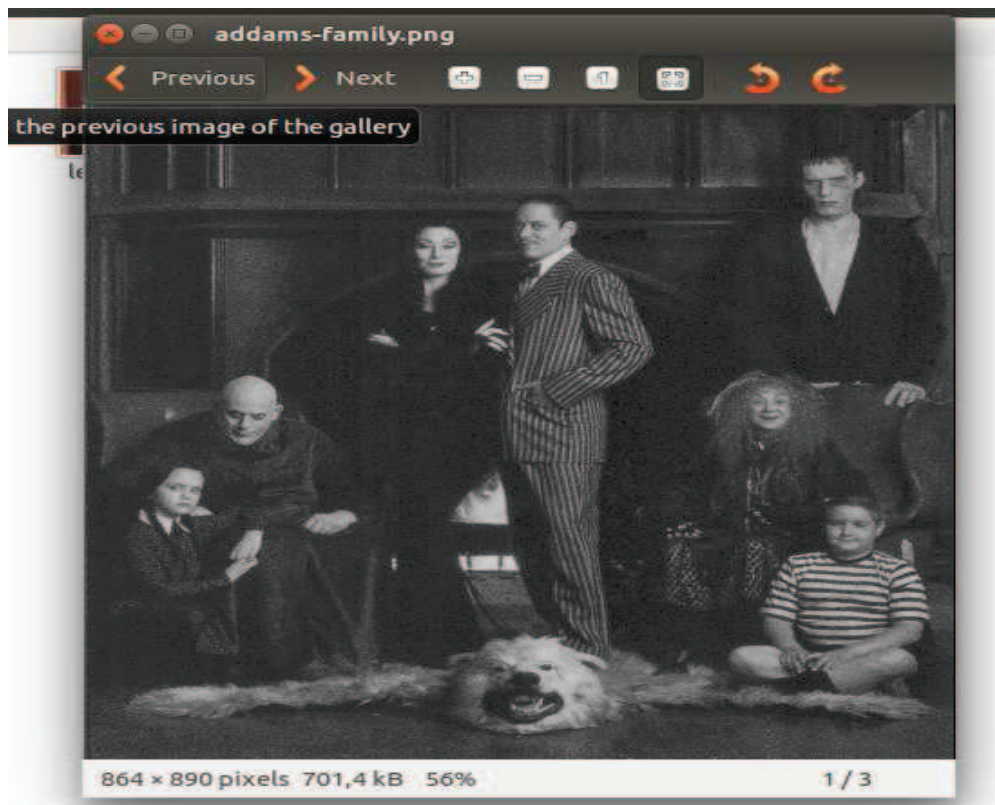 addams-family.png
Previous Next
the previous image of the gallery
le
864 × 890 pixels 701,4 kB 56% 1 / 3